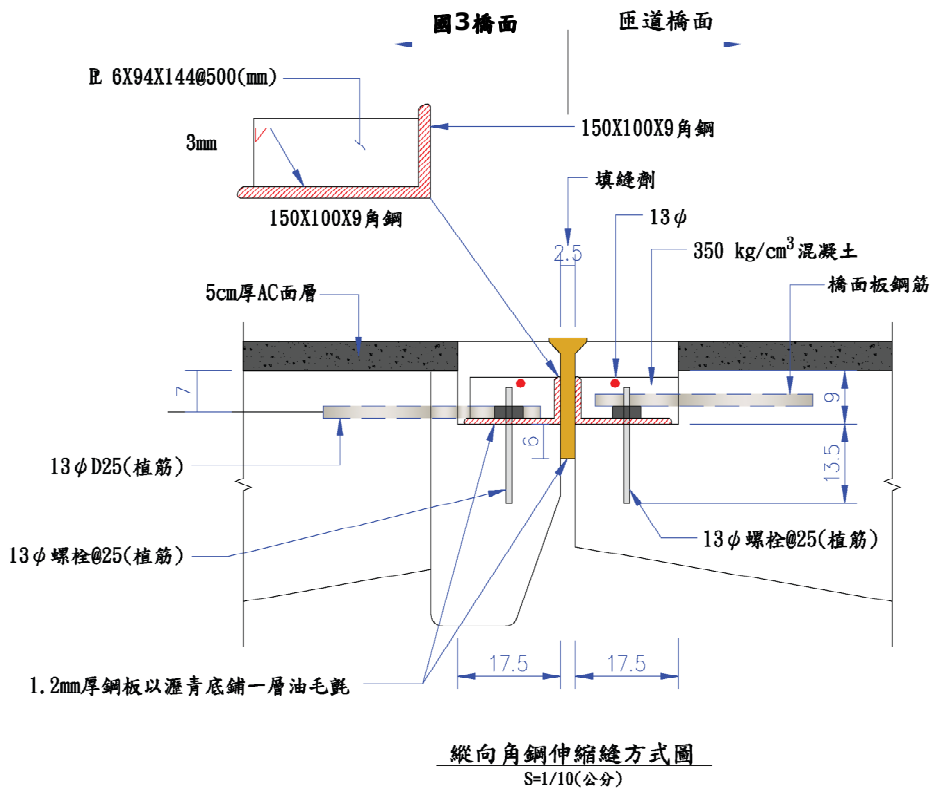 國3橋面
匝道橋面
PL 6X94X144@500(mm)
3mm
150X100X9角鋼
150X100X9角鋼
填縫劑
13φ
2.5
350 kg/cm³混凝土
橋面板鋼筋
5cm厚AC面層
7
9
6
13.5
13φD25(植筋)
13φ螺栓@25(植筋)
13φ螺栓@25(植筋)
17.5
17.5
1.2mm厚鋼板以瀝青底鋪一層油毛氈
縱向角鋼伸縮縫方式圖
S=1/10(公分)